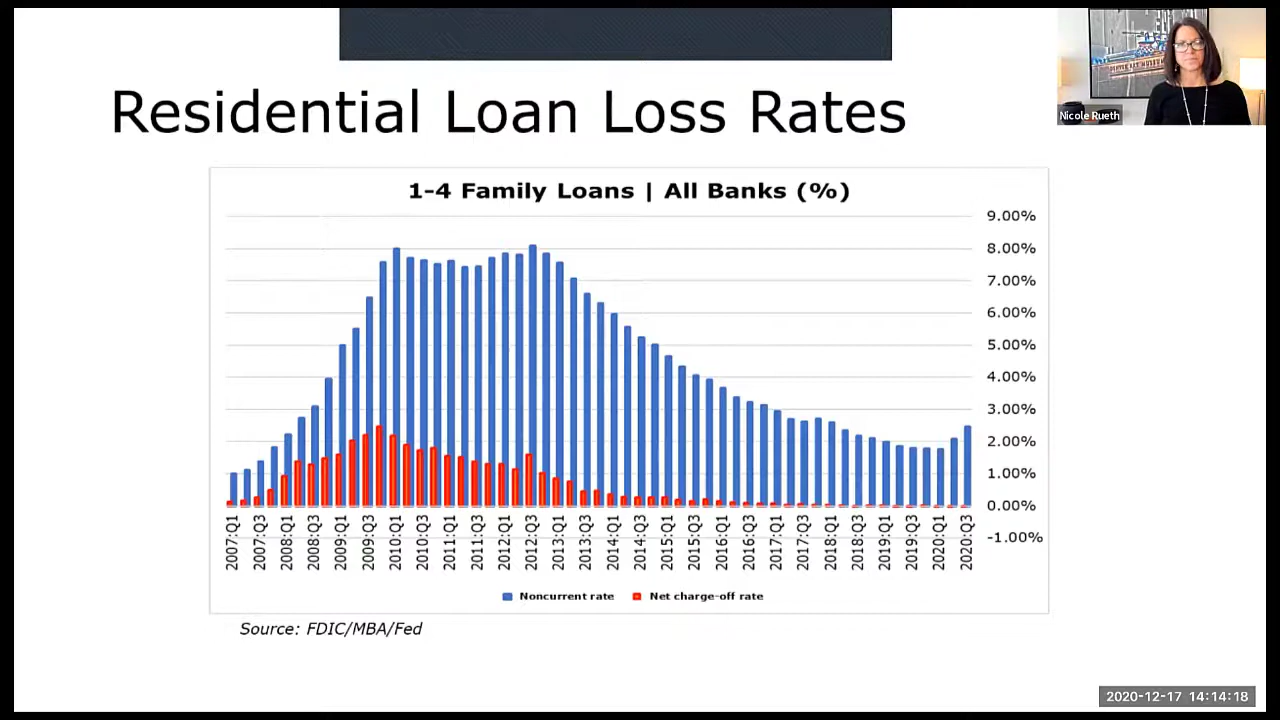 Residential Loan Loss Rates
Nicole Rueth
1-4 Family Loans | All Banks (%)
9.00%
8.00%
7.00%
6.00%
5.00%
4.00%
3.00%
2.00%
1.00%
0.00%
-1.00%
2007:Q1
2007:Q3
2008:Q1
2008:Q3
2009:Q1
2009:Q3
2010:Q1
2010:Q3
2011:Q1
2011:Q3
2012:Q1
2012:Q3
2013:Q1
2013:Q3
2014:Q1
2014:Q3
2015:Q1
2015:Q3
2016:Q1
2016:Q3
2017:Q1
2017:Q3
2018:Q1
2018:Q3
2019:Q1
2019:Q3
2020:Q1
2020:Q3
Noncurrent rate
Net charge-off rate
Source: FDIC/MBA/Fed
2020-12-17 14:14:18